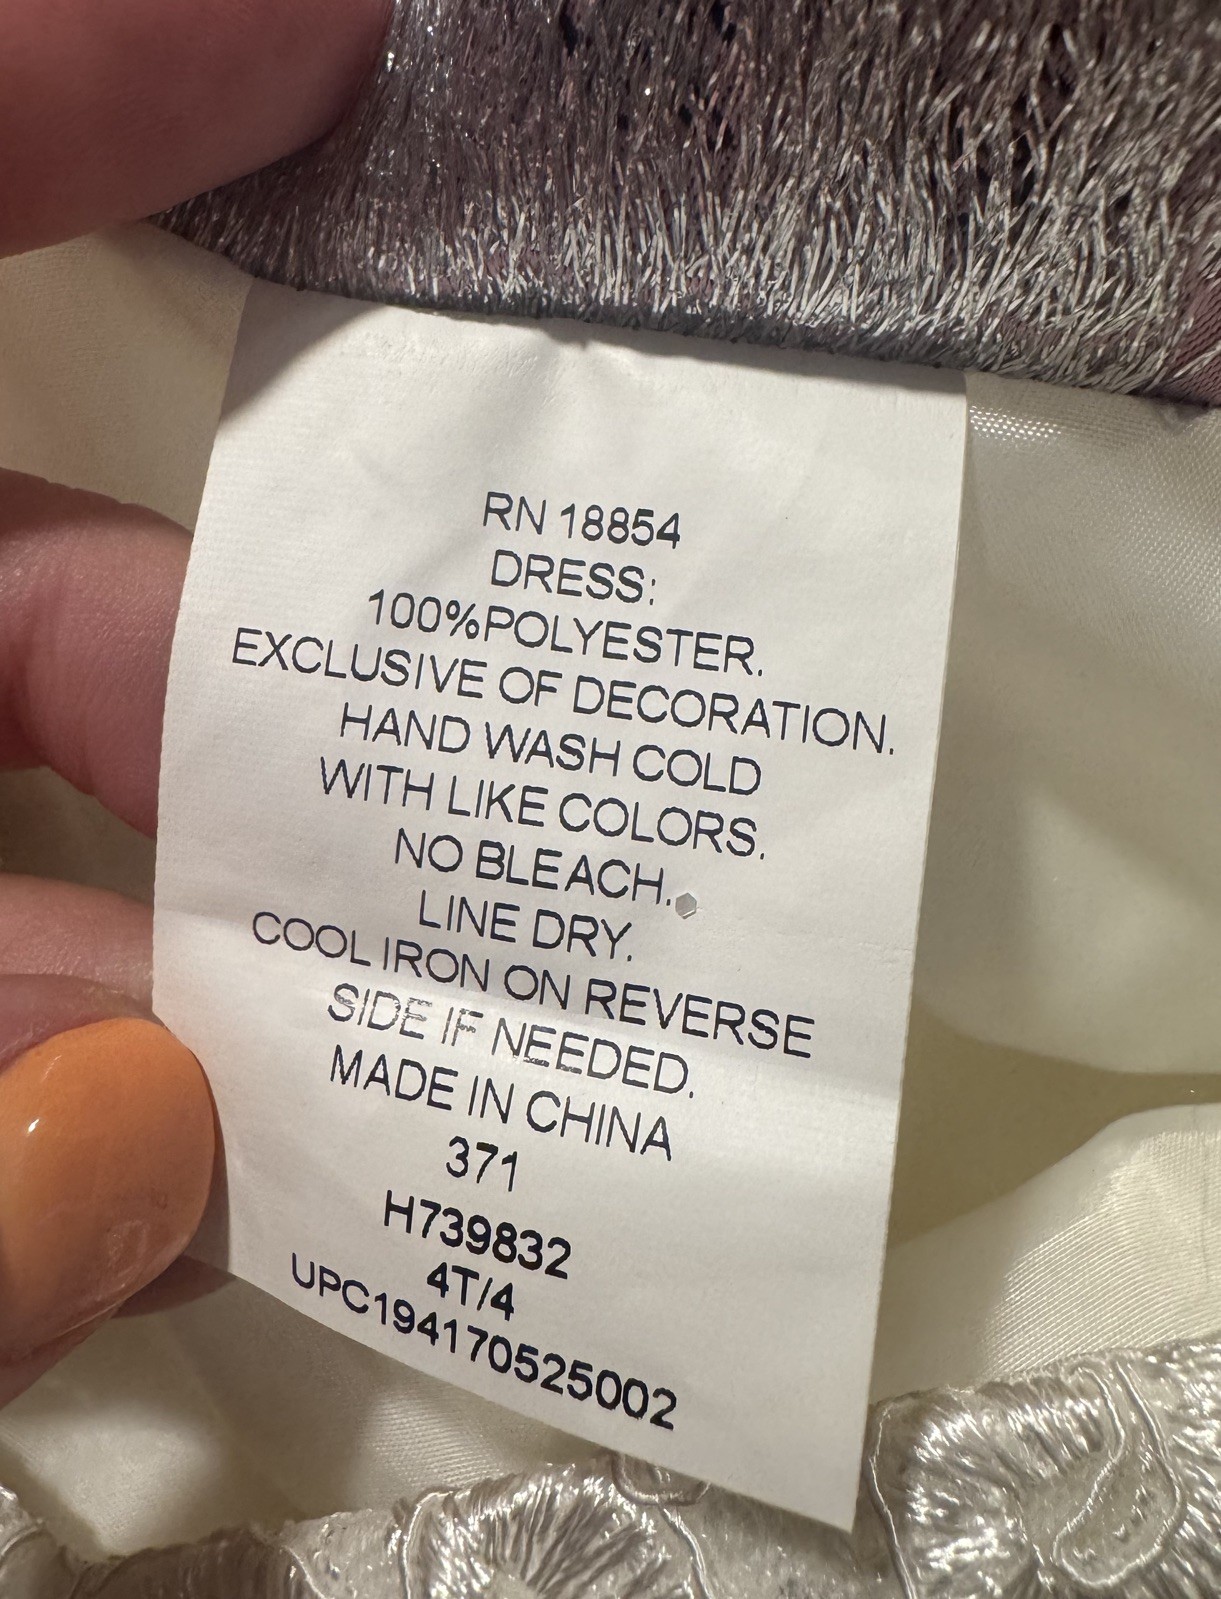 RN 18854
DRESS:
100%POLYESTER.
EXCLUSIVE OF DECORATION.
HAND WASH COLD
WITH LIKE COLORS.
NO BLEACH.
LINE DRY.
COOL IRON ON REVERSE
SIDE IF NEEDED.
MADE IN CHINA
371
H739832
4T/4
UPC194170525002